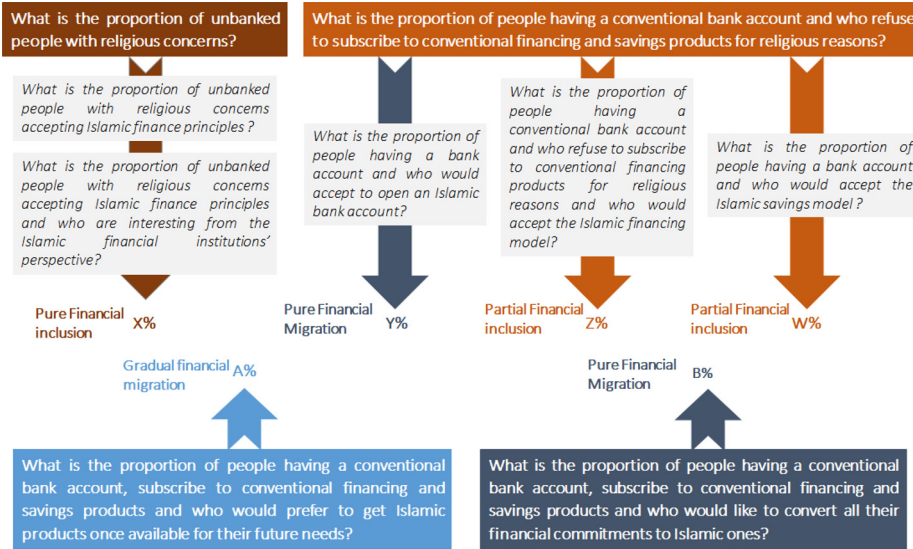 What is the proportion of unbanked
people with religious concerns?
What is the proportion of people having a conventional bank account and who refuse
to subscribe to conventional financing and savings products for religious reasons?
What is the proportion of unbanked
people with religious concerns
accepting Islamic finance principles ?
What is the proportion of unbanked
people with religious concerns
accepting Islamic finance principles
and who are interesting from the
Islamic financial institutions'
perspective?
What is the proportion of
people having a bank
account and who would
accept to open an Islamic
bank account?
What is the proportion of
people having a
conventional bank account
and who refuse to subscribe
to conventional financing
products for religious
reasons and who would
accept the Islamic financing
model?
What is the proportion of
people having a bank account
and who would accept the
Islamic savings model ?
Pure Financial
inclusion X%
Pure Financial
Migration Y%
Partial Financial
inclusion Z%
Partial Financial
inclusion W%
Gradual financial
migration A%
Pure Financial
Migration B%
What is the proportion of people having a conventional
bank account, subscribe to conventional financing and
savings products and who would prefer to get Islamic
products once available for their future needs?
What is the proportion of people having a conventional
bank account, subscribe to conventional financing and
savings products and who would like to convert all their
financial commitments to Islamic ones?